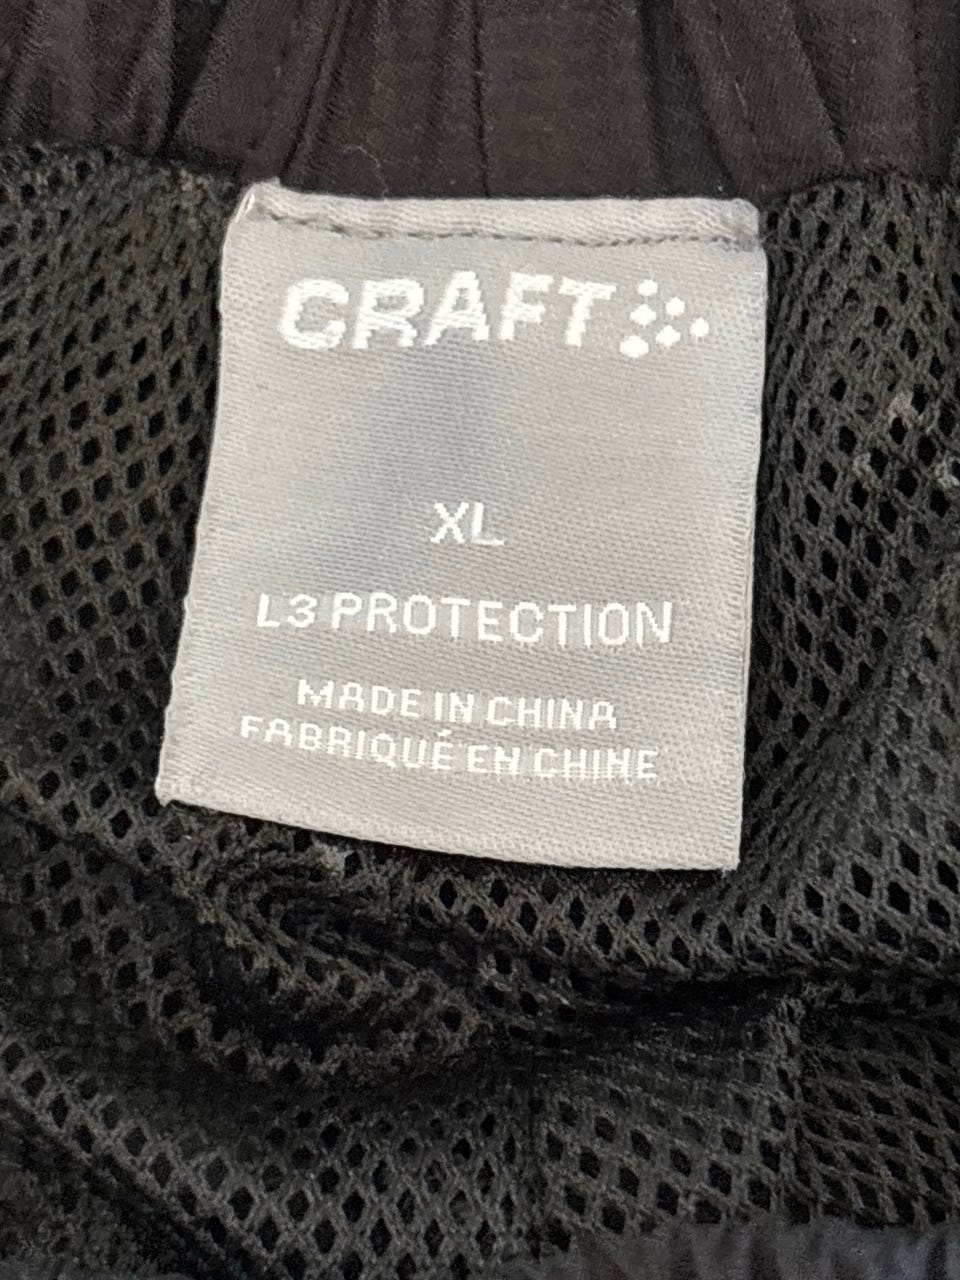 CRAFT
XL
L3 PROTECTION
MADE IN CHINA
FABRIQUÉ EN CHINE